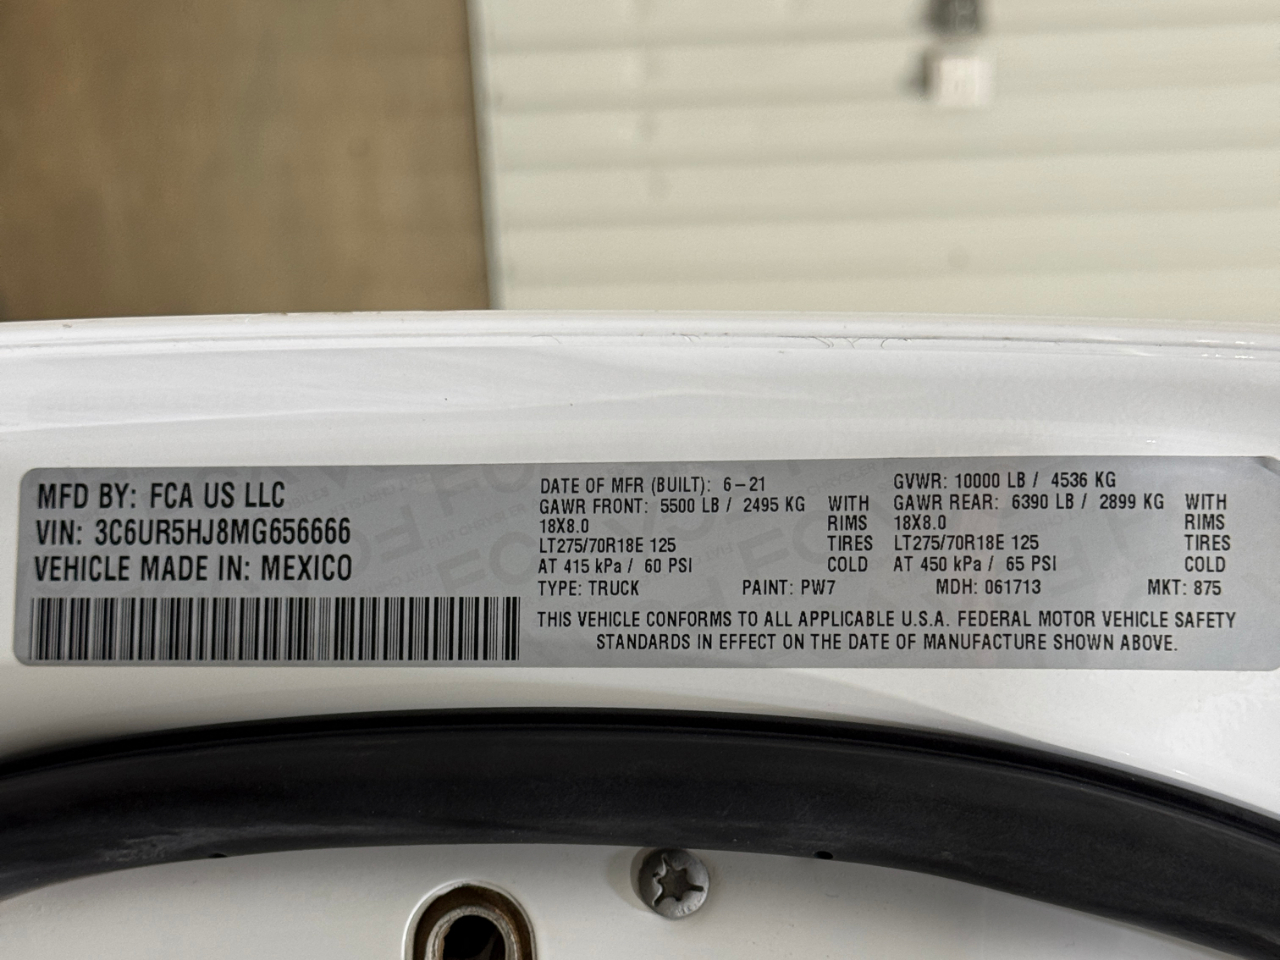 MFD BY: FCA US LLC
VIN: 3C6UR5HJ8MG656666
VEHICLE MADE IN: MEXICO
DATE OF MFR (BUILT): 6-21
GVWR: 10000 LB / 4536 KG
GAWR FRONT: 5500 LB / 2495 KG WITH
GAWR REAR: 6390 LB / 2899 KG WITH
18X8.0 RIMS
18X8.0 RIMS
LT275/70R18E 125 TIRES
LT275/70R18E 125 TIRES
AT 415 kPa / 60 PSI COLD
AT 450 kPa / 65 PSI COLD
TYPE: TRUCK PAINT: PW7 MDH: 061713 MKT: 875
THIS VEHICLE CONFORMS TO ALL APPLICABLE U.S.A. FEDERAL MOTOR VEHICLE SAFETY
STANDARDS IN EFFECT ON THE DATE OF MANUFACTURE SHOWN ABOVE.